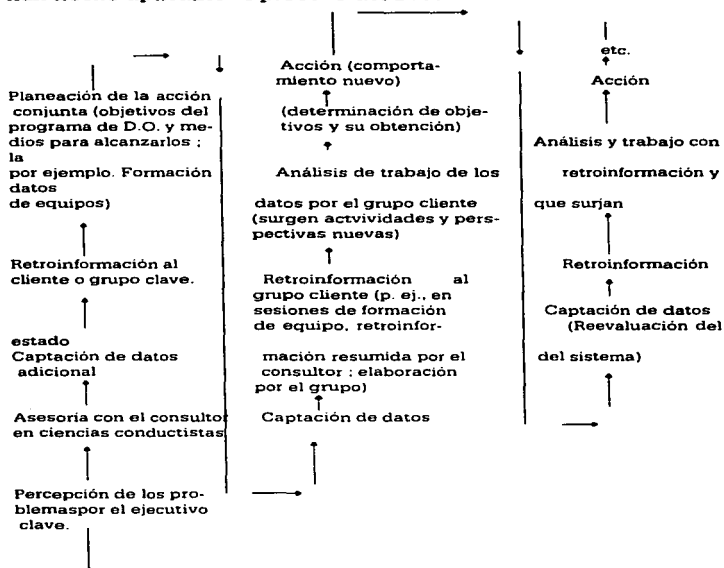 Planeación de la acción
conjunta (objetivos del
programa de D.O. y me-
dios para alcanzarlos ;
la
por ejemplo. Formación
datos
de equipos)
Retroinformación al
cliente o grupo clave.
estado
Captación de datos
adicional
Asesoría con el consultor
en ciencias conductistas
Percepción de los pro-
blemaspor el ejecutivo
clave.
Acción (comporta-
miento nuevo)
(determinación de obje-
tivos y su obtención)
Análisis de trabajo de los
datos por el grupo cliente
(surgen actvividades y pers-
pectivas nuevas)
Retroinformación al
grupo cliente (p. ej., en
sesiones de formación
de equipo, retroinfor-
mación resumida por el
consultor ; elaboración
por el grupo)
Captación de datos
etc.
Acción
Análisis y trabajo con
retroinformación y
que surjan
Retroinformación
Captación de datos
(Reevaluación del
del sistema)